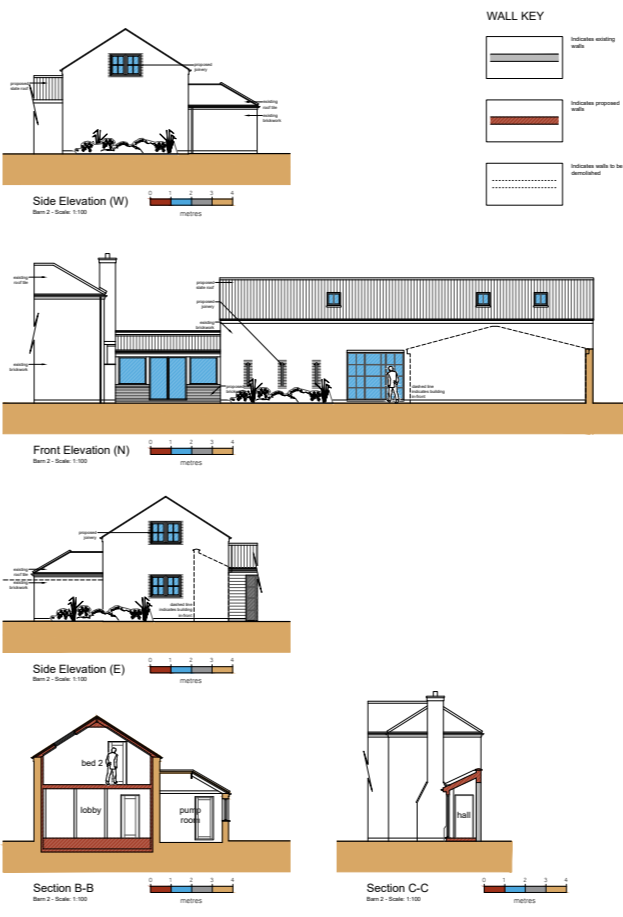 WALL KEY
Indicates existing
walls
Indicates proposed
walls
Indicates walls to be
demolished
proposed
slate roof
proposed
joinery
existing
roof tile
existing
brickwork
Side Elevation (W)
Barn 2 - Scale: 1:100
0 1 2 3 4
metres
existing
roof tile
existing
brickwork
proposed
slate roof
proposed
joinery
existing
brickwork
proposed
dashed line
indicates building
in front
Front Elevation (N)
Barn 2 - Scale: 1:100
0 1 2 3 4
metres
proposed
joinery
existing
roof tile
existing
brickwork
dashed line
indicates building
in front
Side Elevation (E)
Barn 2 - Scale: 1:100
0 1 2 3 4
metres
bed 2
lobby
pump
room
Section B-B
Barn 2 - Scale: 1:100
0 1 2 3 4
metres
hall
Section C-C
Barn 2 - Scale: 1:100
0 1 2 3 4
metres